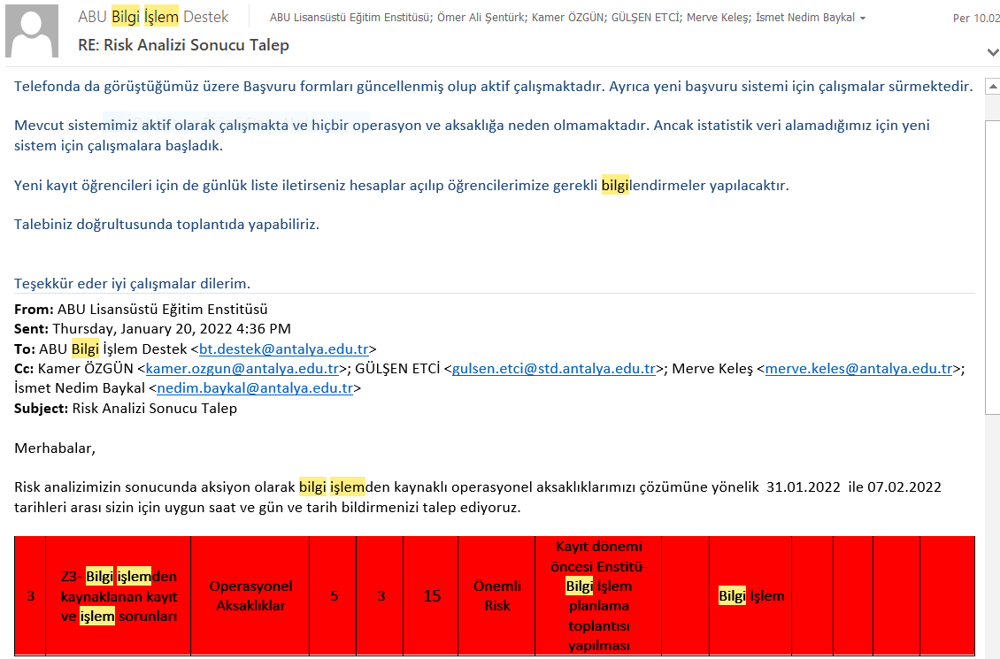 ABU Bilgi İşlem Destek
ABU Lisansüstü Eğitim Enstitüsü; Ömer Ali Şentürk; Kamer ÖZGÜN; GÜLŞEN ETCİ; Merve Keleş; İsmet Nedim Baykal
Per 10.02
RE: Risk Analizi Sonucu Talep
Telefonda da görüştüğümüz üzere Başvuru formları güncellenmiş olup aktif çalışmaktadır. Ayrıca yeni başvuru sistemi için çalışmalar sürmektedir.
Mevcut sistemimiz aktif olarak çalışmakta ve hiçbir operasyon ve aksaklığa neden olmamaktadır. Ancak istatistik veri alamadığımız için yeni
sistem için çalışmalara başladık.
Yeni kayıt öğrencileri için de günlük liste iletirseniz hesaplar açılıp öğrencilerimize gerekli bilgilendirmeler yapılacaktır.
Talebiniz doğrultusunda toplantıda yapabiliriz.
Teşekkür eder iyi çalışmalar dilerim.
From: ABU Lisansüstü Eğitim Enstitüsü
Sent: Thursday, January 20, 2022 4:36 PM
To: ABU Bilgi İşlem Destek <bt.destek@antalya.edu.tr>
Cc: Kamer ÖZGÜN <kamer.ozgun@antalya.edu.tr>; GÜLŞEN ETCİ <gulsen.etci@std.antalya.edu.tr>; Merve Keleş <merve.keles@antalya.edu.tr>;
İsmet Nedim Baykal <nedim.baykal@antalya.edu.tr>
Subject: Risk Analizi Sonucu Talep
Merhabalar,
Risk analizimizin sonucunda aksiyon olarak bilgi işlemden kaynaklı operasyonel aksaklıklarımızı çözümüne yönelik 31.01.2022 ile 07.02.2022
tarihleri arası sizin için uygun saat ve gün ve tarih bildirmenizi talep ediyoruz.
3
Z3- Bilgi işlemden
kaynaklanan kayıt
ve işlem sorunları
Operasyonel
Aksaklıklar
5
3
15
Önemli
Risk
Kayıt dönemi
öncesi Enstitü-
Bilgi İşlem
planlama
toplantısı
yapılması
Bilgi İşlem